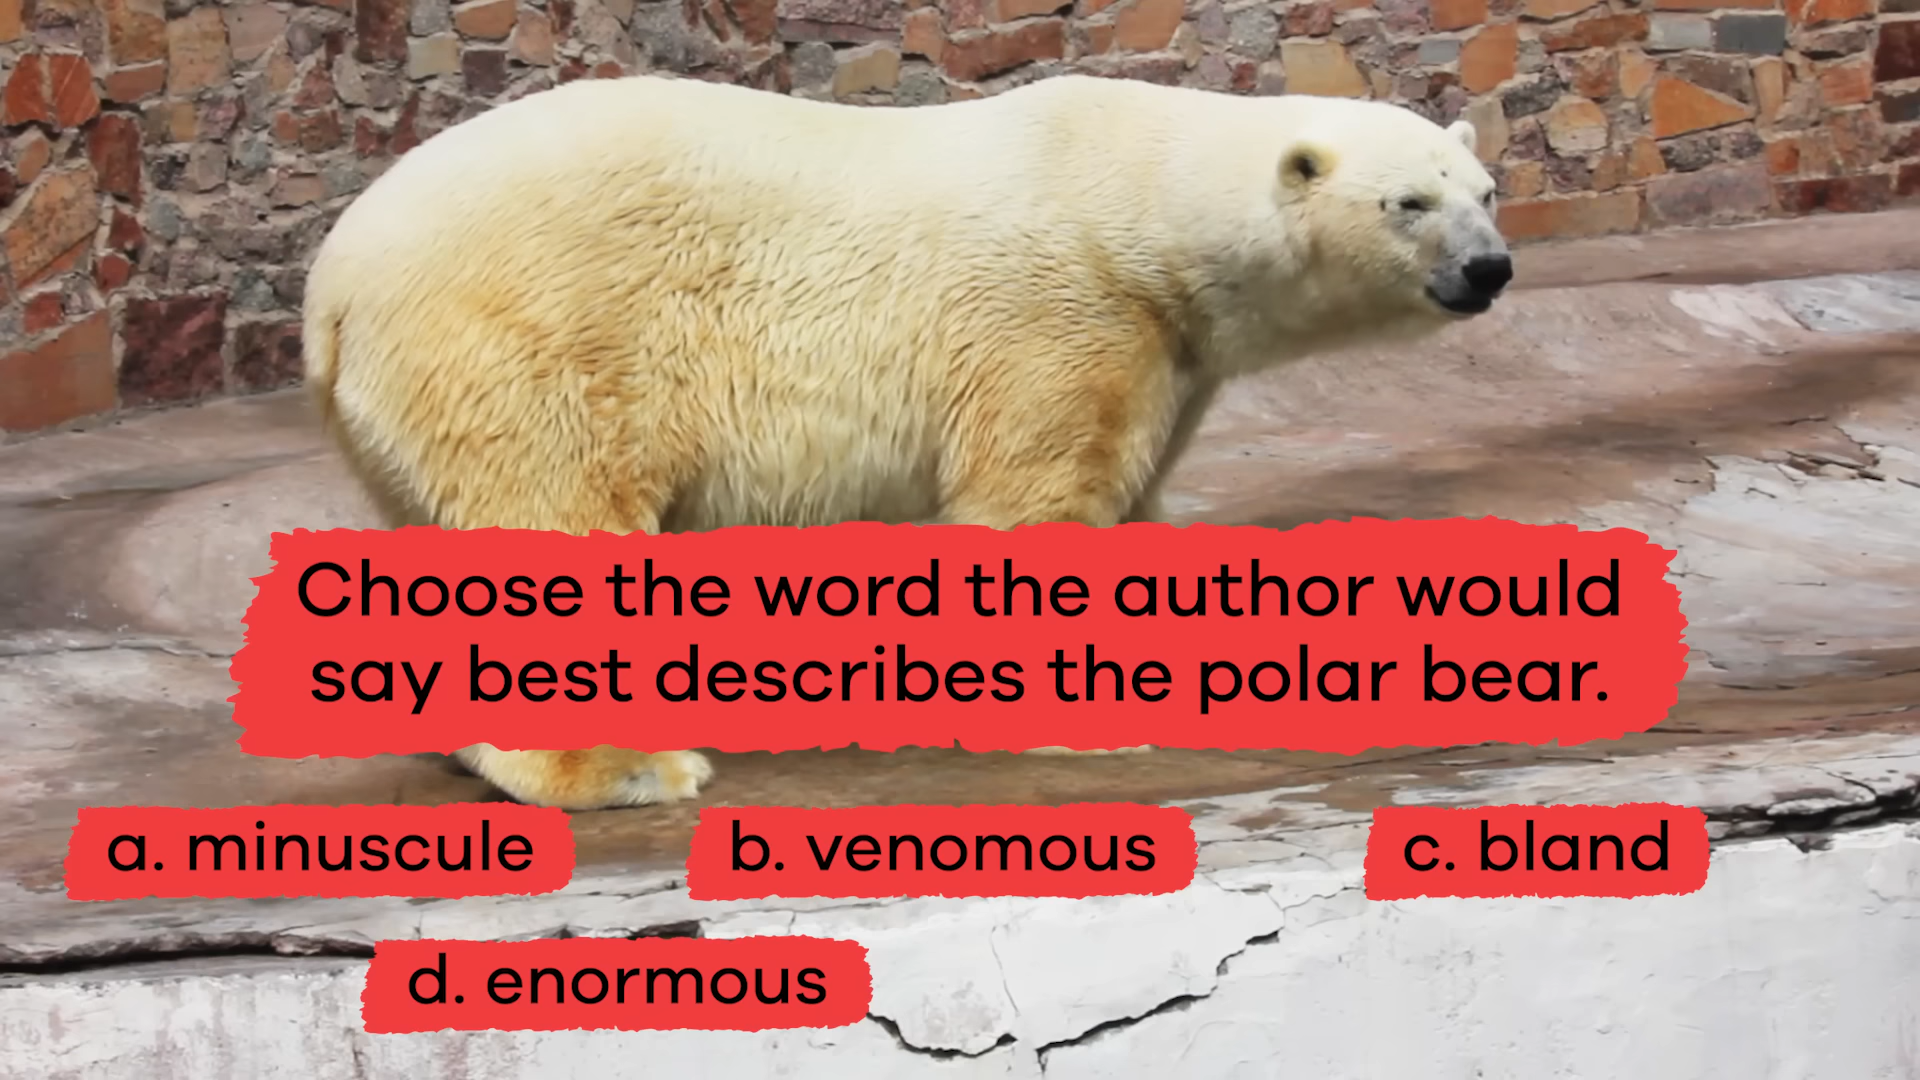 Choose the word the author would
say best describes the polar bear.
a. minuscule
b. venomous
c. bland
d. enormous